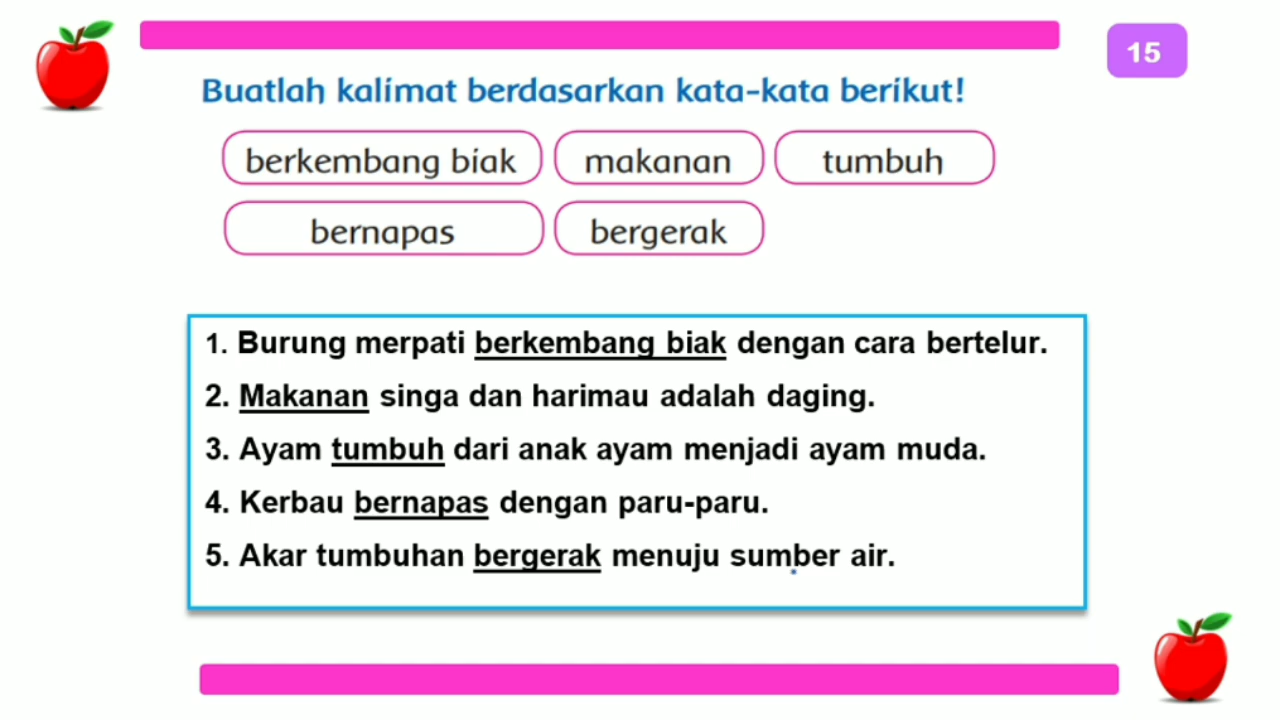 15
Buatlah kalimat berdasarkan kata-kata berikut!
berkembang biak makanan tumbuh
bernapas bergerak
1. Burung merpati berkembang biak dengan cara bertelur.
2. Makanan singa dan harimau adalah daging.
3. Ayam tumbuh dari anak ayam menjadi ayam muda.
4. Kerbau bernapas dengan paru-paru.
5. Akar tumbuhan bergerak menuju sumber air.